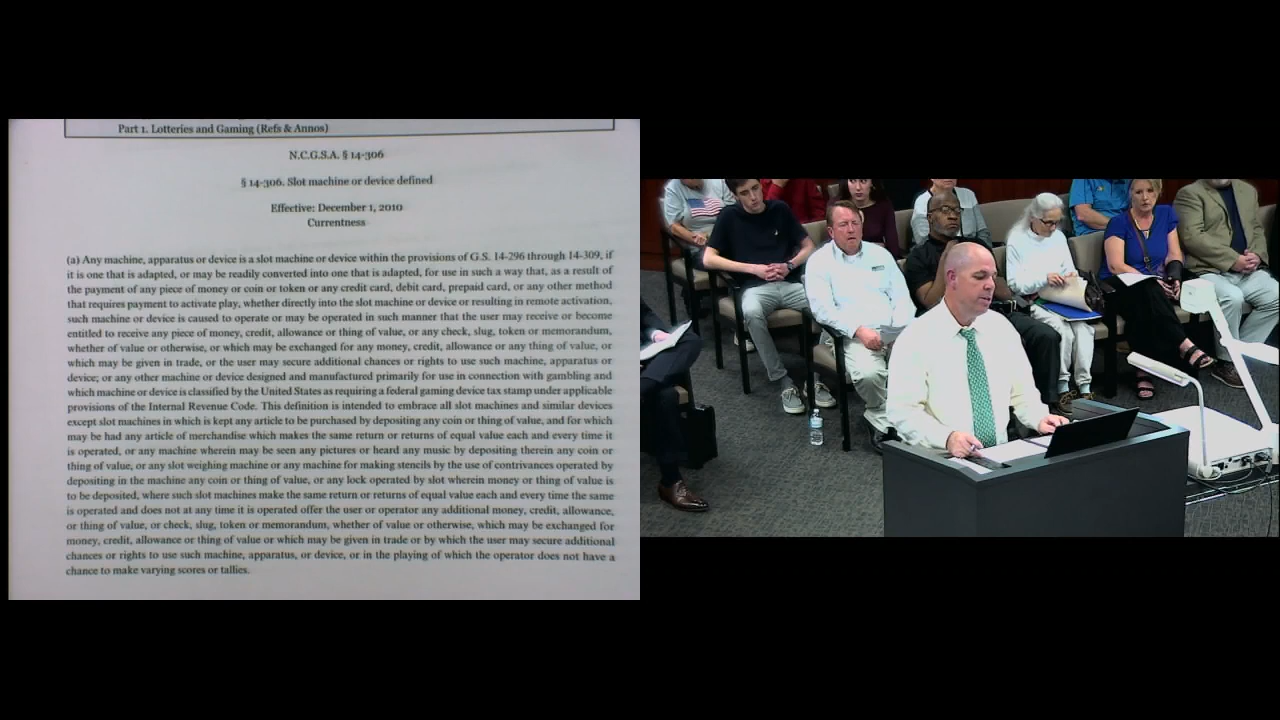 Part 1. Lotteries and Gaming (Refs & Annos)
N.C.G.S.A. § 14-306
§ 14-306. Slot machine or device defined
Effective: December 1, 2010
Currentness
(a) Any machine, apparatus or device is a slot machine or device within the provisions of G.S. 14-296 through 14-309, if
it is one that is adapted, or may be readily converted into one that is adapted, for use in such a way that, as a result of
the payment of any piece of money or coin or token or any credit card, debit card, prepaid card, or any other method
that requires payment to activate play, whether directly into the slot machine or device or resulting in remote activation,
such machine or device is caused to operate or may be operated in such manner that the user may receive or become
entitled to receive any piece of money, credit, allowance or thing of value, or any check, slug, token or memorandum,
whether of value or otherwise, or which may be exchanged for any money, credit, allowance or any thing of value, or
which may be given in trade, or the user may secure additional chances or rights to use such machine, apparatus or
device; or any other machine or device designed and manufactured primarily for use in connection with gambling and
which machine or device is classified by the United States as requiring a federal gaming device tax stamp under applicable
provisions of the Internal Revenue Code. This definition is intended to embrace all slot machines and similar devices
except slot machines in which is kept any article to be purchased by depositing any coin or thing of value, and for which
may be had any article of merchandise which makes the same return or returns of equal value each and every time it
is operated, or any machine wherein may be seen any pictures or heard any music by depositing therein any coin or
thing of value, or any slot weighing machine or any machine for making stencils by the use of contrivances operated by
depositing in the machine any coin or thing of value, or any lock operated by slot wherein money or thing of value is
to be deposited, where such slot machines make the same return or returns of equal value each and every time the same
is operated and does not at any time it is operated offer the user or operator any additional money, credit, allowance,
or thing of value, or check, slug, token or memorandum, whether of value or otherwise, which may be exchanged for
money, credit, allowance or thing of value or which may be given in trade or by which the user may secure additional
chances or rights to use such machine, apparatus, or device, or in the playing of which the operator does not have a
chance to make varying scores or tallies.